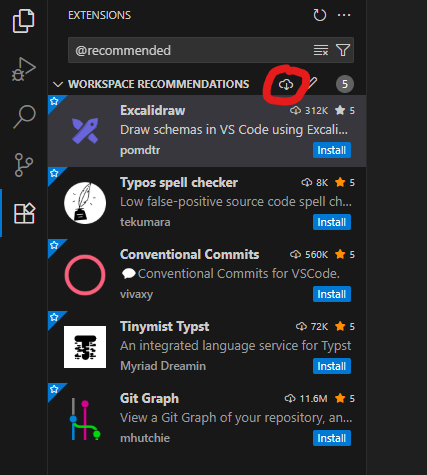 EXTENSIONS
@recommended
WORKSPACE RECOMMENDATIONS 5
Excalidraw 312K 5
Draw schemas in VS Code using Excali...
pomdtr Install
Typos spell checker 8K 5
Low false-positive source code spell ch...
tekumara Install
Conventional Commits 560K 5
💬Conventional Commits for VSCode.
vivaxy Install
Tinymist Typst 72K 5
An integrated language service for Typst
Myriad Dreamin Install
Git Graph 11.6M 5
View a Git Graph of your repository, an...
mhutchie Install